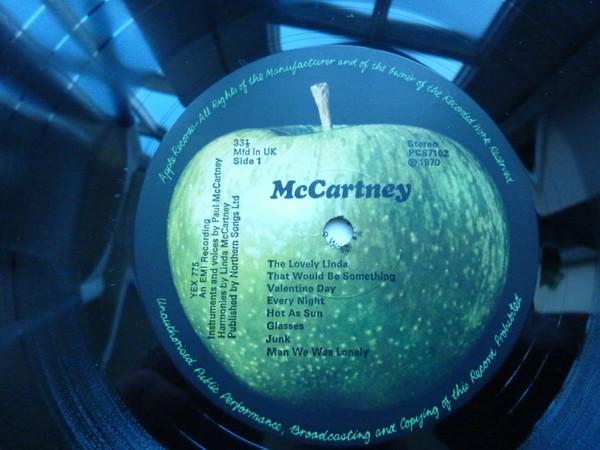 Apple Records-All Rights of the Manufacturer and of the Owner of the Recorded Work Reserved
33⅓
Mfd in UK
Side 1
Stereo
PCS7102
℗ 1970
McCartney
YEX 775
An EMI Recording
Instruments and voices by Paul McCartney
Harmonies by Linda McCartney
Published by Northern Songs Ltd
The Lovely Linda
That Would Be Something
Valentine Day
Every Night
Hot As Sun
Glasses
Junk
Man We Was Lonely
Unauthorised Public Performance, Broadcasting and Copying of this Record Prohibited